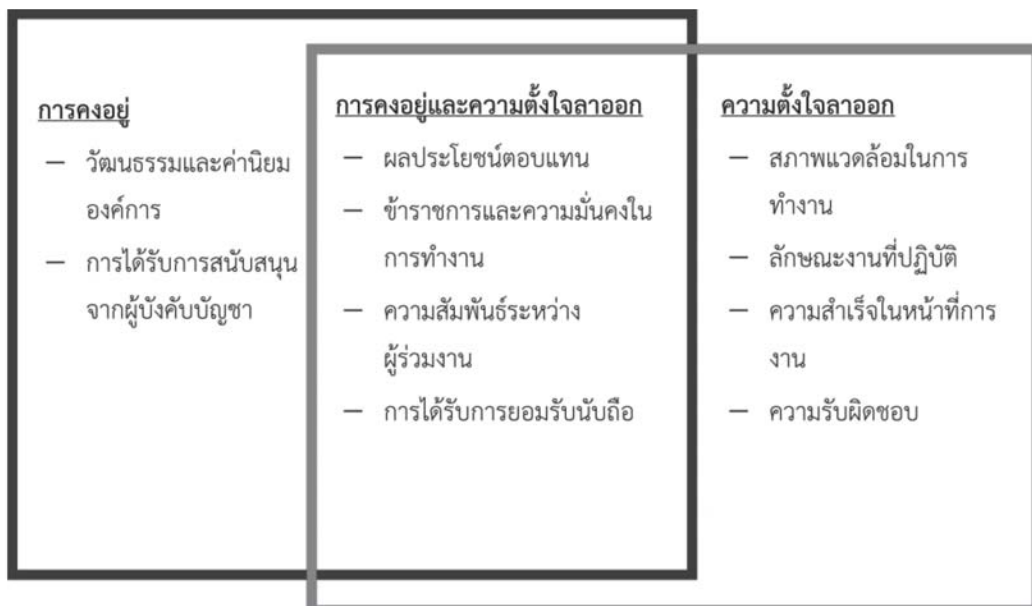 การคงอยู่
— วัฒนธรรมและค่านิยม
องค์การ
— การได้รับการสนับสนุน
จากผู้บังคับบัญชา
การคงอยู่และความตั้งใจลาออก
— ผลประโยชน์ตอบแทน
— ข้าราชการและความมั่นคงใน
การทำงาน
— ความสัมพันธ์ระหว่าง
ผู้ร่วมงาน
— การได้รับการยอมรับนับถือ
ความตั้งใจลาออก
— สภาพแวดล้อมในการ
ทำงาน
— ลักษณะงานที่ปฏิบัติ
— ความสำเร็จในหน้าที่การ
งาน
— ความรับผิดชอบ